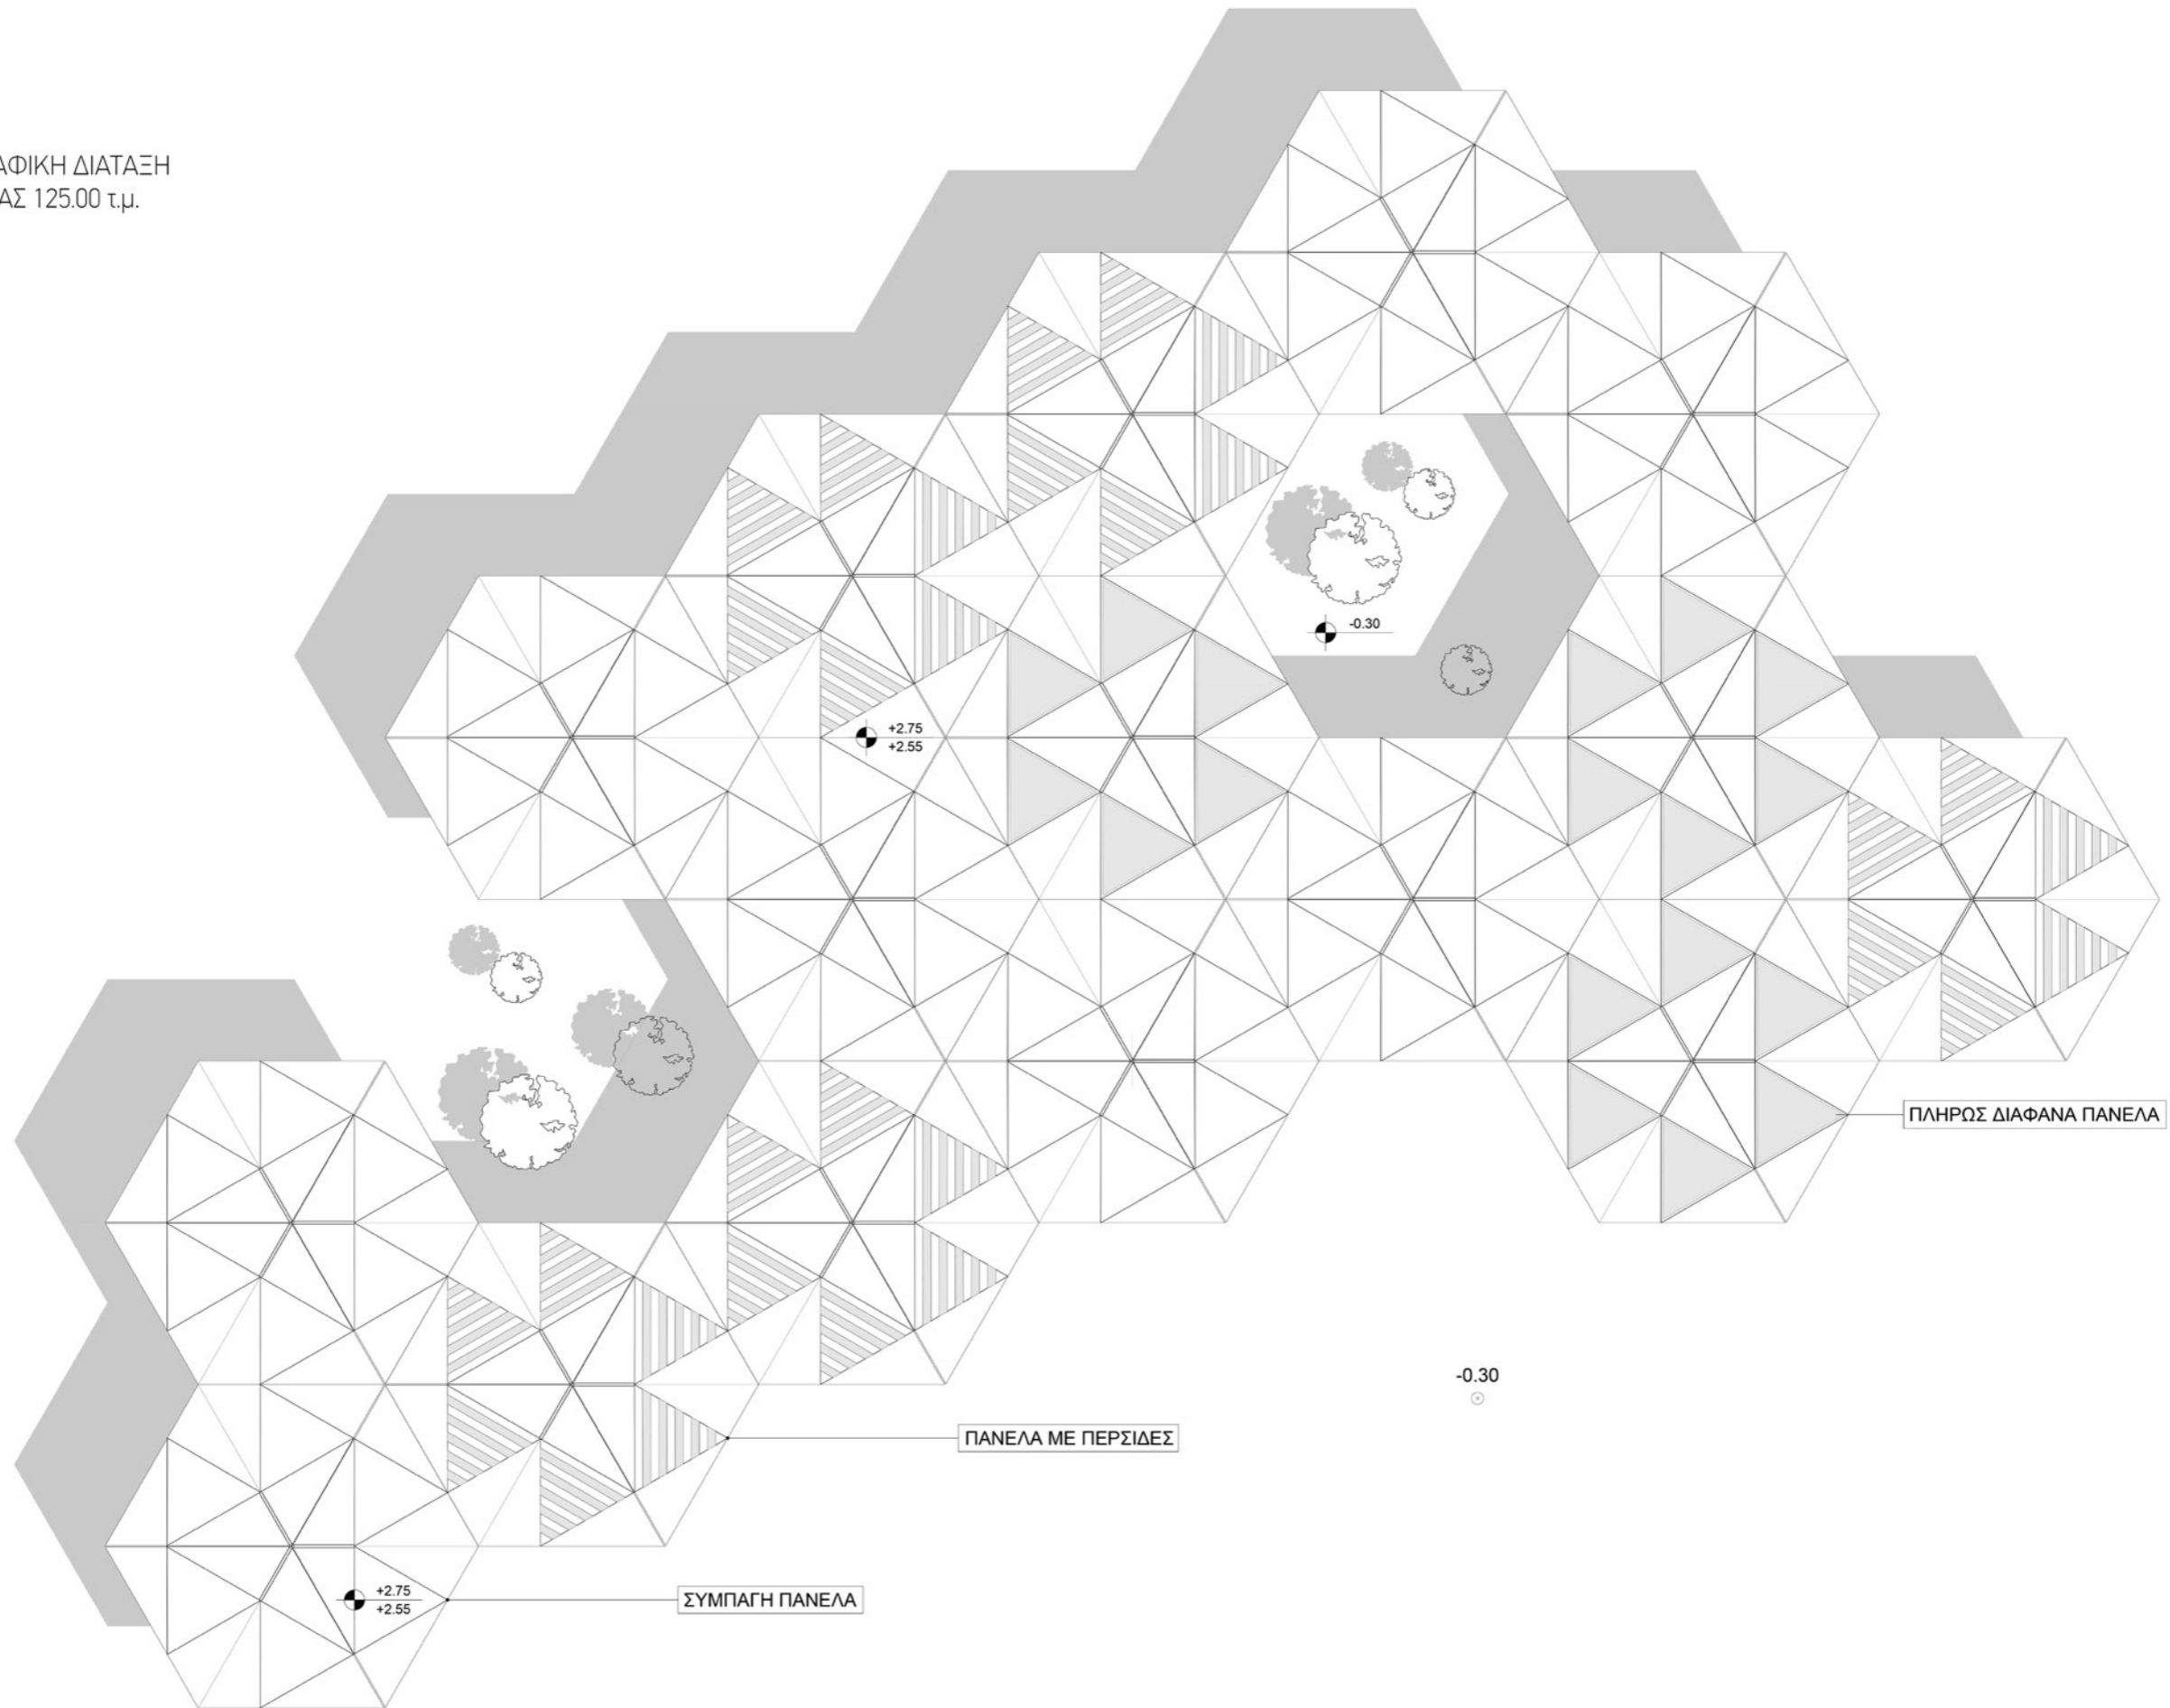 ΑΦΙΚΗ ΔΙΑΤΑΞΗ
ΑΣ 125.00 τ.μ.
-0.30
+2.75
+2.55
ΠΛΗΡΩΣ ΔΙΑΦΑΝΑ ΠΑΝΕΛΑ
-0.30
ΠΑΝΕΛΑ ΜΕ ΠΕΡΣΙΔΕΣ
+2.75
+2.55
ΣΥΜΠΑΓΗ ΠΑΝΕΛΑ